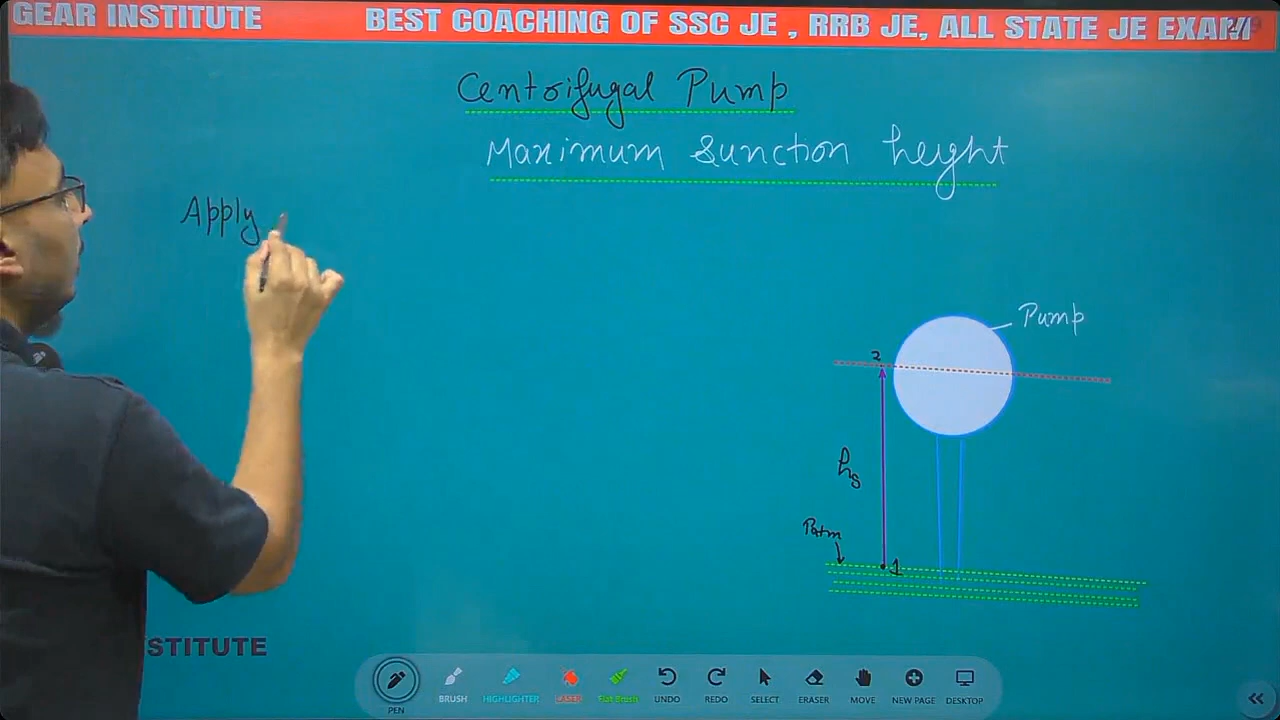 GEAR INSTITUTE BEST COACHING OF SSC JE , RRB JE, ALL STATE JE EXAM
Centrifugal Pump
Maximum Sunction height
Apply
Pump
2
hs
Patm
1
STITUTE
PEN
BRUSH
HIGHLIGHTER
LASER
Flat Brush
UNDO
REDO
SELECT
ERASER
MOVE
NEW PAGE
DESKTOP